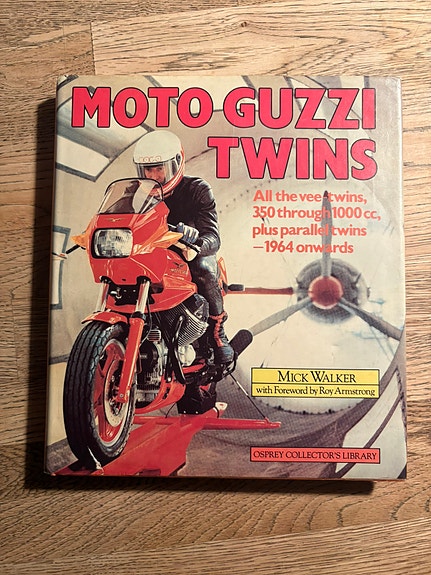 MOTO GUZZI
TWINS
All the vee-twins,
350 through 1000 cc,
plus parallel twins
—1964 onwards
MICK WALKER
with Foreword by Roy Armstrong
OSPREY COLLECTOR'S LIBRARY